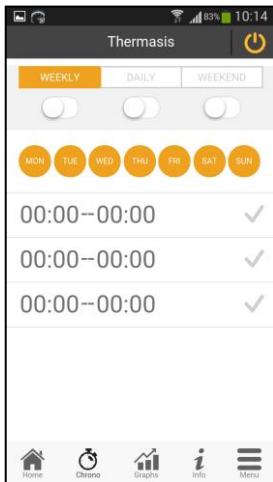 83% 10:14
Thermasis
WEEKLY DAILY WEEKEND
MON TUE WED THU FRI SAT SUN
00:00--00:00
00:00--00:00
00:00--00:00
Home Chrono Graphs Info Menu